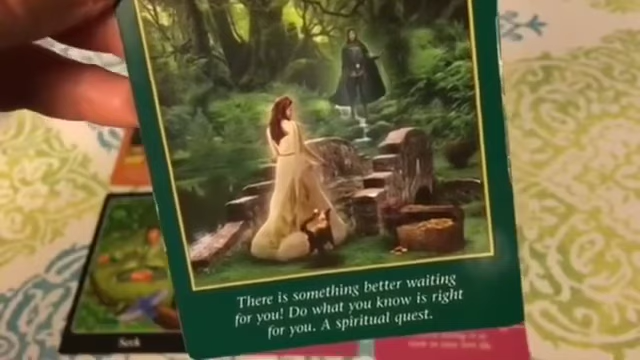 There is something better waiting
for you! Do what you know is right
for you. A spiritual quest.
Seek